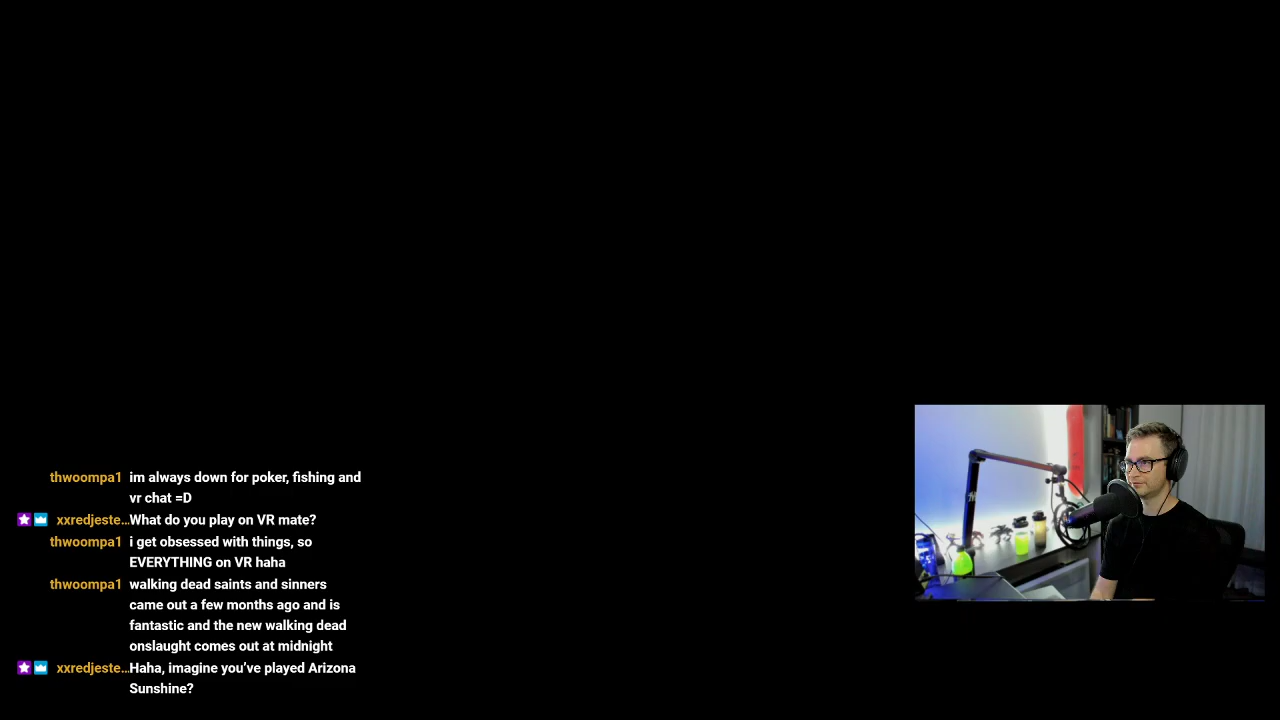 thwoompa1 im always down for poker, fishing and
vr chat =D
xxredjeste... What do you play on VR mate?
thwoompa1 i get obsessed with things, so
EVERYTHING on VR haha
thwoompa1 walking dead saints and sinners
came out a few months ago and is
fantastic and the new walking dead
onslaught comes out at midnight
xxredjeste... Haha, imagine you’ve played Arizona
Sunshine?